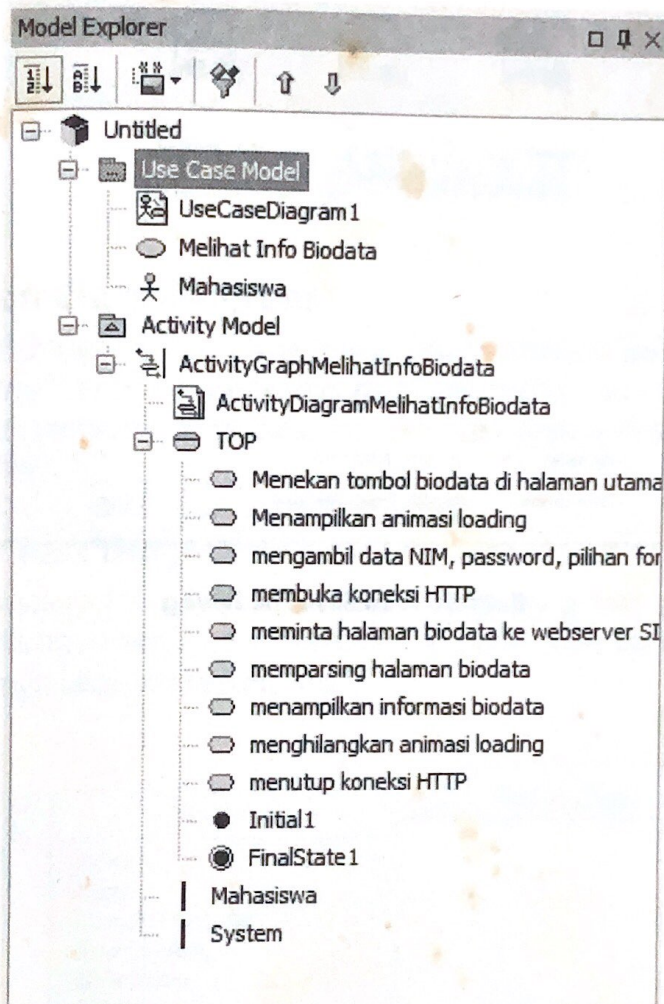 Model Explorer
Untitled
Use Case Model
UseCaseDiagram1
Melihat Info Biodata
Mahasiswa
Activity Model
ActivityGraphMelihatInfoBiodata
ActivityDiagramMelihatInfoBiodata
TOP
Menekan tombol biodata di halaman utama
Menampilkan animasi loading
mengambil data NIM, password, pilihan for
membuka koneksi HTTP
meminta halaman biodata ke webserver SI
memparsing halaman biodata
menampilkan informasi biodata
menghilangkan animasi loading
menutup koneksi HTTP
Initial1
FinalState1
Mahasiswa
System